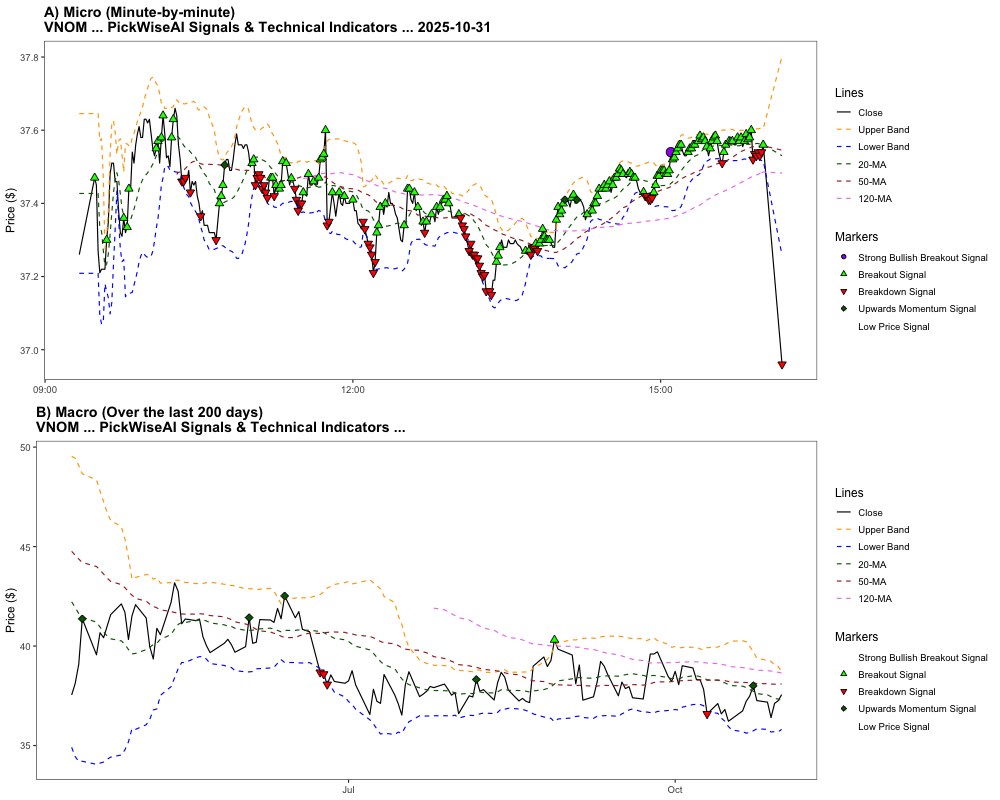 A) Micro (Minute-by-minute)
VNOM ... PickWiseAI Signals & Technical Indicators ... 2025-10-31
Price ($)
37.8
37.6
37.4
37.2
37.0
09:00
12:00
15:00
Lines
Close
Upper Band
Lower Band
20-MA
50-MA
120-MA
Markers
Strong Bullish Breakout Signal
Breakout Signal
Breakdown Signal
Upwards Momentum Signal
Low Price Signal
B) Macro (Over the last 200 days)
VNOM ... PickWiseAI Signals & Technical Indicators ...
Price ($)
50
45
40
35
Jul
Oct
Lines
Close
Upper Band
Lower Band
20-MA
50-MA
120-MA
Markers
Strong Bullish Breakout Signal
Breakout Signal
Breakdown Signal
Upwards Momentum Signal
Low Price Signal